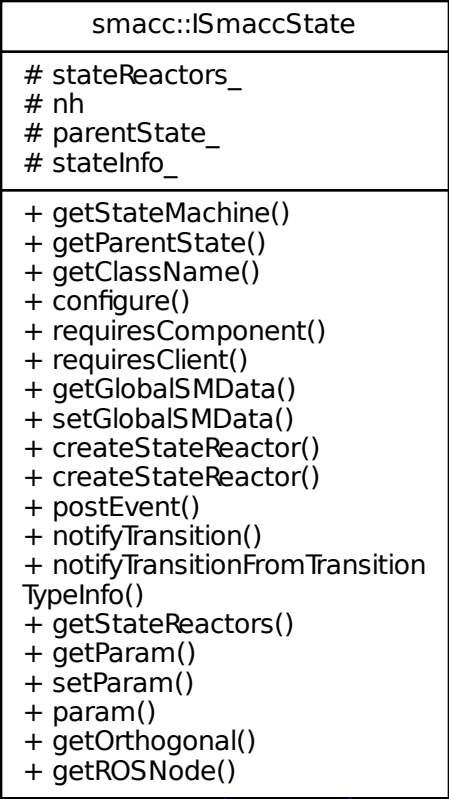 smacc::ISmaccState
# stateReactors_
# nh
# parentState_
# stateInfo_
+ getStateMachine()
+ getParentState()
+ getClassName()
+ configure()
+ requiresComponent()
+ requiresClient()
+ getGlobalSMData()
+ setGlobalSMData()
+ createStateReactor()
+ createStateReactor()
+ postEvent()
+ notifyTransition()
+ notifyTransitionFromTransition
TypeInfo()
+ getStateReactors()
+ getParam()
+ setParam()
+ param()
+ getOrthogonal()
+ getROSNode()